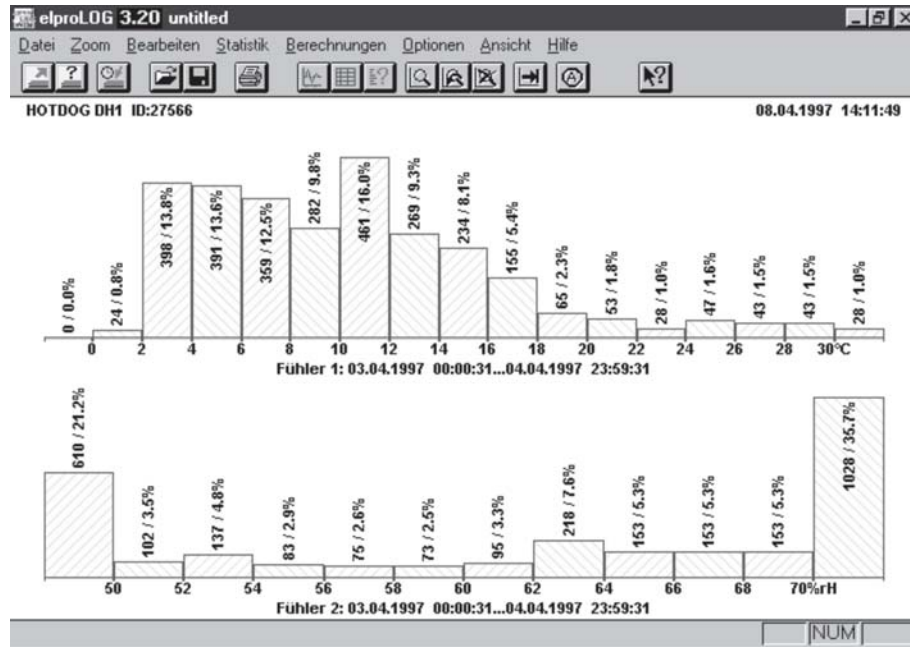 elproLOG 3.20 untitled
Datei Zoom Bearbeiten Statistik Berechnungen Optionen Ansicht Hilfe
HOTDOG DH1 ID:27566 08.04.1997 14:11:49
0 / 0.0% 24 / 0.8% 398 / 13.8% 391 / 13.6% 359 / 12.5% 282 / 9.8% 461 / 16.0% 269 / 9.3% 234 / 8.1% 155 / 5.4% 65 / 2.3% 53 / 1.8% 28 / 1.0% 47 / 1.6% 43 / 1.5% 43 / 1.5% 28 / 1.0%
0 2 4 6 8 10 12 14 16 18 20 22 24 26 28 30°C
Fühler 1: 03.04.1997 00:00:31...04.04.1997 23:59:31
610 / 21.2% 102 / 3.5% 137 / 4.8% 83 / 2.9% 75 / 2.6% 73 / 2.5% 95 / 3.3% 218 / 7.6% 153 / 5.3% 153 / 5.3% 153 / 5.3% 1028 / 35.7%
50 52 54 56 58 60 62 64 66 68 70%rH
Fühler 2: 03.04.1997 00:00:31...04.04.1997 23:59:31
NUM